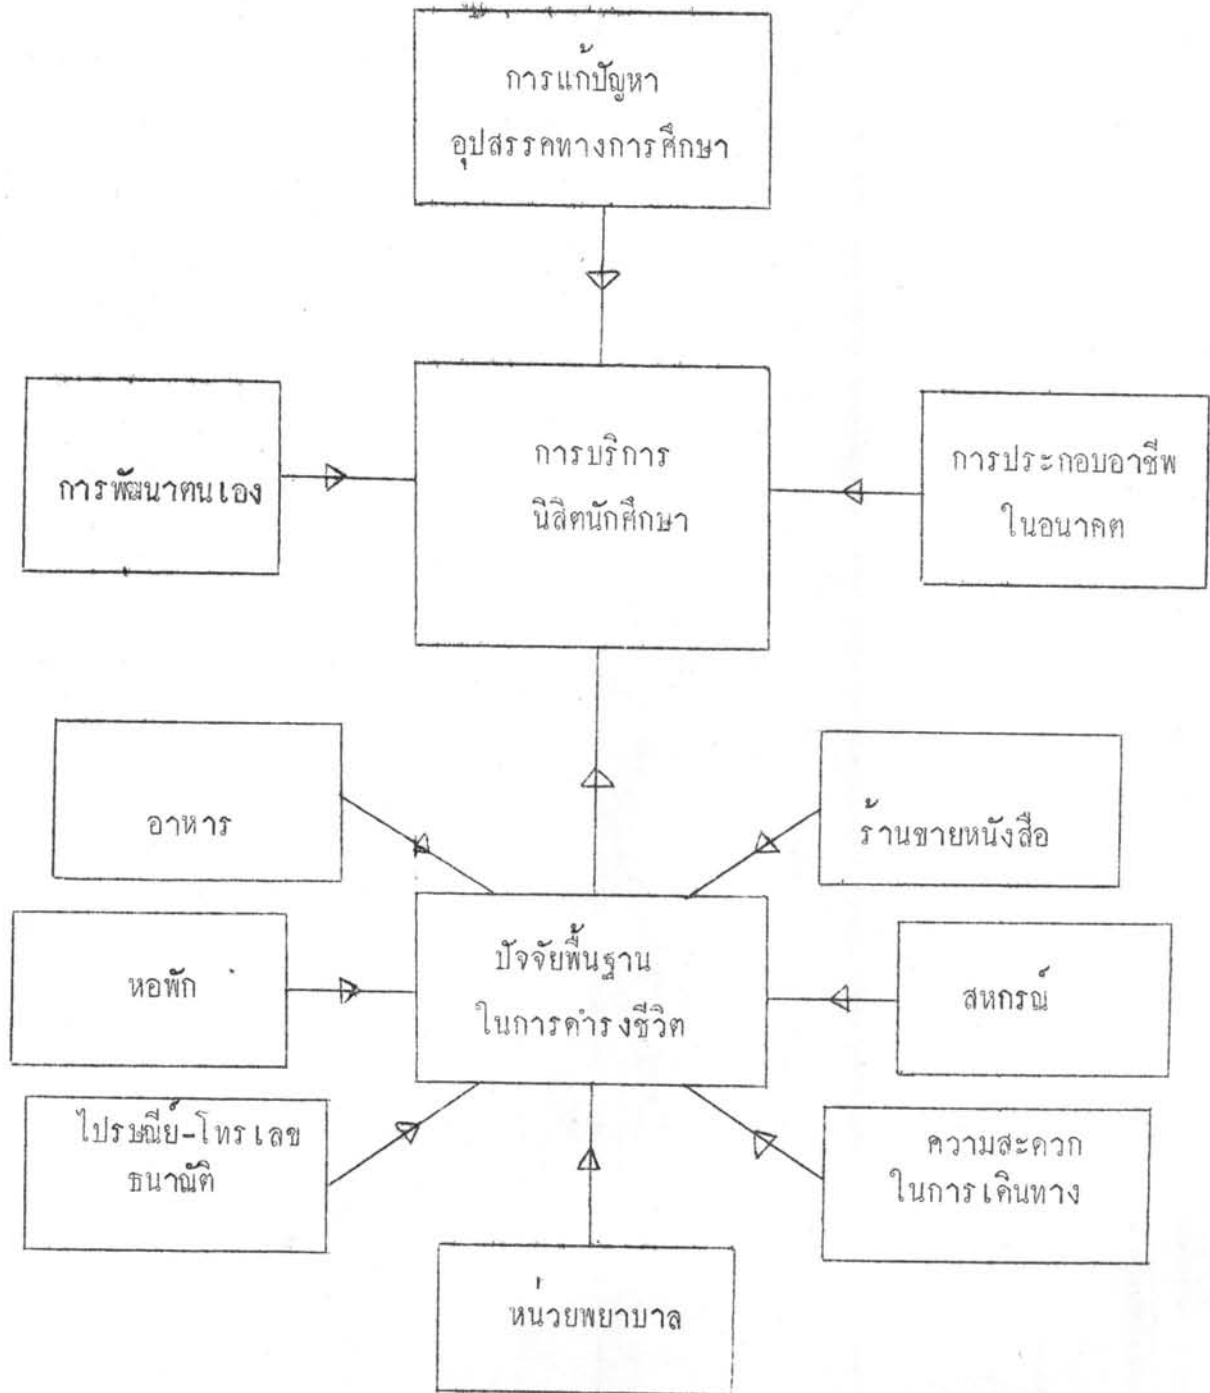 การแก้ปัญหา
อุปสรรคทางการศึกษา
การพัฒนาตนเอง
การบริการ
นิสิตนักศึกษา
การประกอบอาชีพ
ในอนาคต
อาหาร
ร้านขายหนังสือ
หอพัก
ปัจจัยพื้นฐาน
ในการดำรงชีวิต
สหกรณ์
ไปรษณีย์-โทรเลข
ธนาณัติ
ความสะดวก
ในการเดินทาง
หน่วยพยาบาล